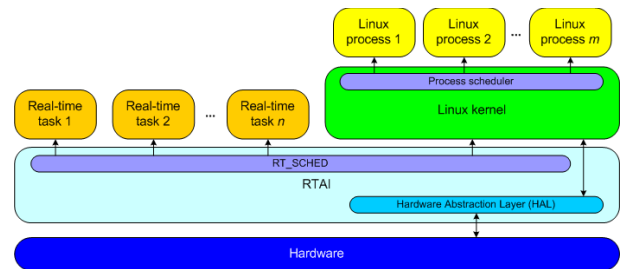 Linux process 1
Linux process 2
...
Linux process m
Process scheduler
Linux kernel
Real-time task 1
Real-time task 2
...
Real-time task n
RT_SCHED
RTAI
Hardware Abstraction Layer (HAL)
Hardware